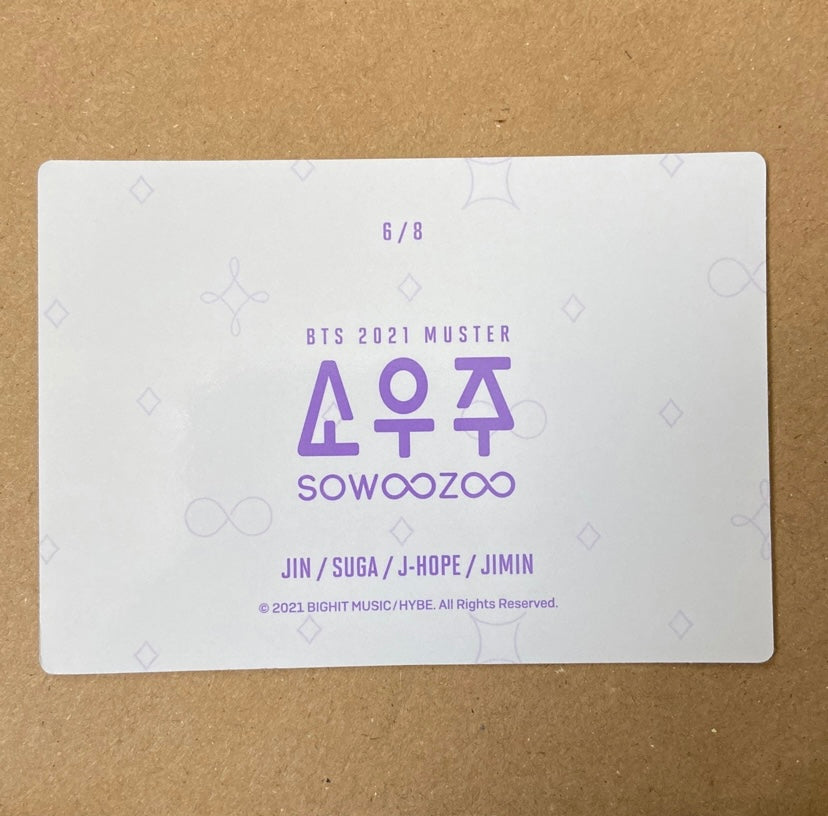 6/8
BTS 2021 MUSTER
소우주
SOWOOZOO
JIN / SUGA / J-HOPE / JIMIN
© 2021 BIGHIT MUSIC/HYBE. All Rights Reserved.